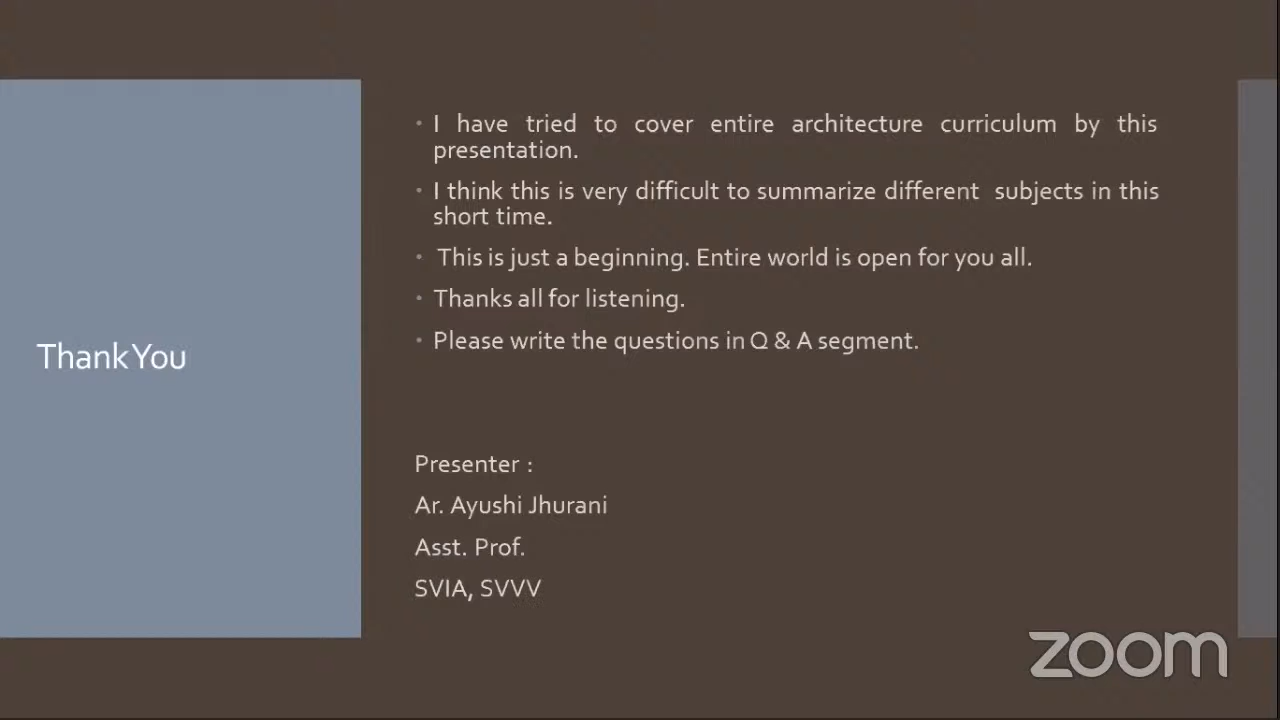 Thank You
• I have tried to cover entire architecture curriculum by this
presentation.
• I think this is very difficult to summarize different subjects in this
short time.
• This is just a beginning. Entire world is open for you all.
• Thanks all for listening.
• Please write the questions in Q & A segment.
Presenter :
Ar. Ayushi Jhurani
Asst. Prof.
SVIA, SVVV
zoom